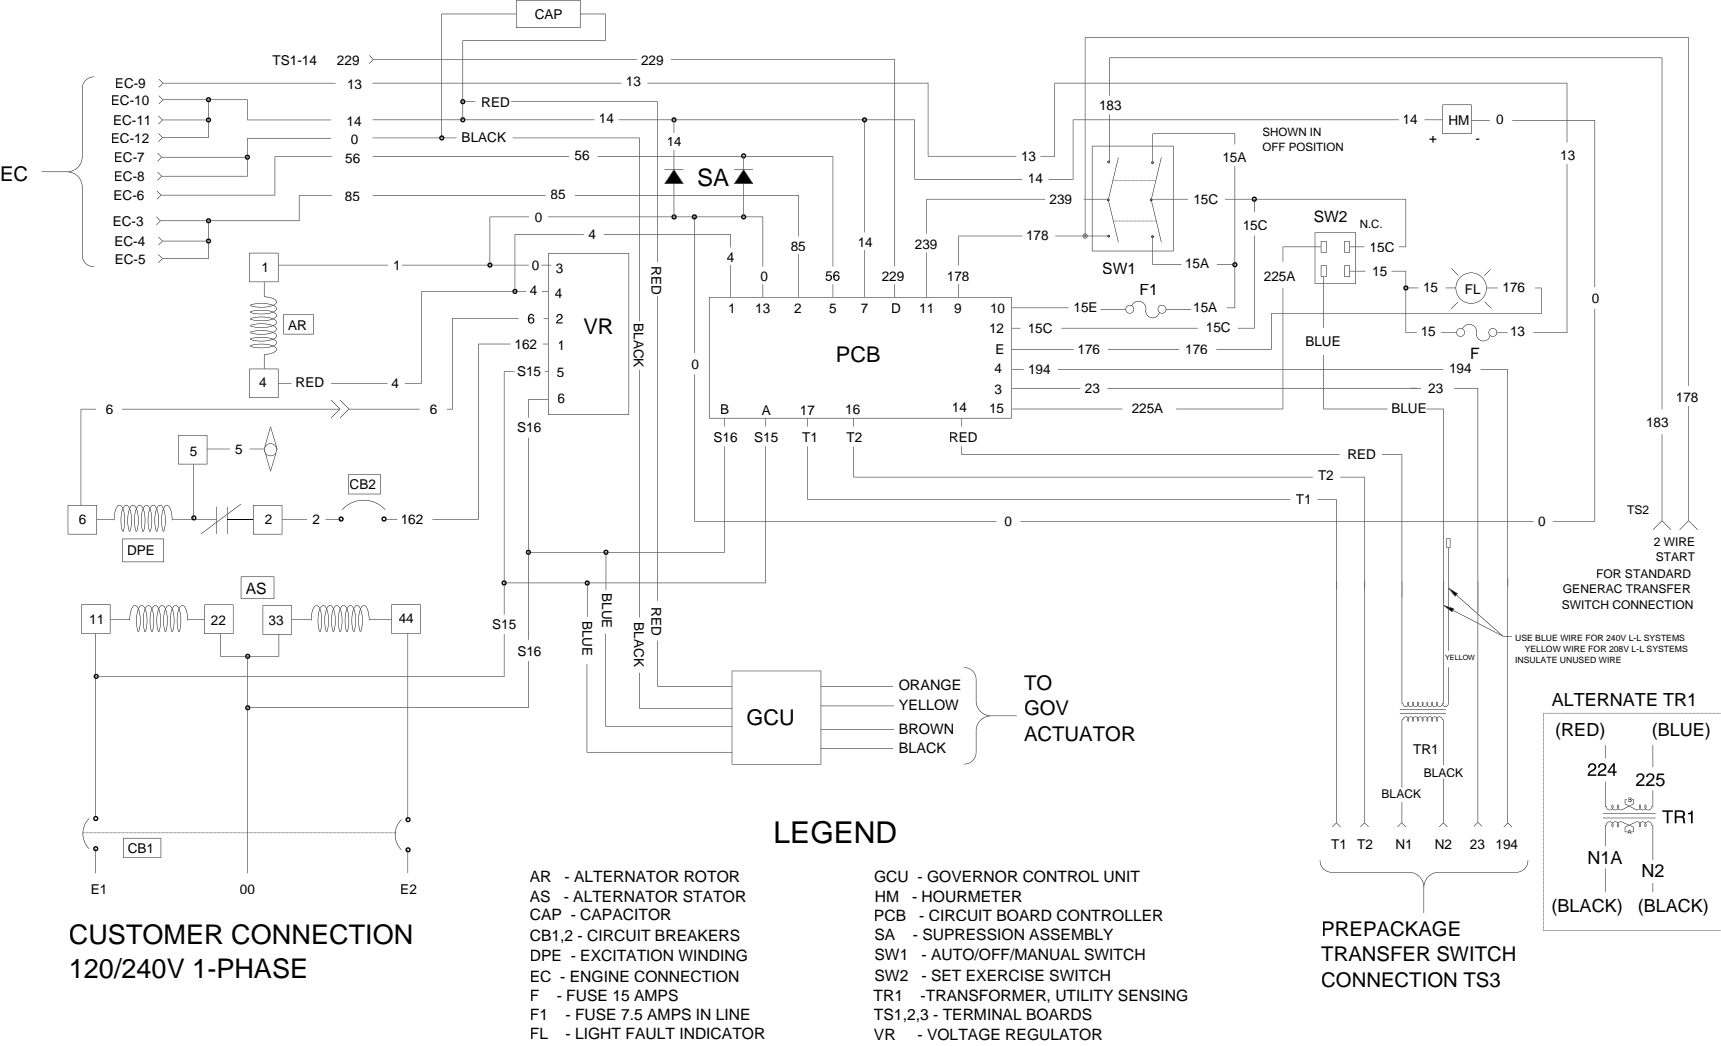 CAP
TS1-14 229 229
EC
EC-9 13 13
EC-10
RED
EC-11 14 14
EC-12 0 BLACK
EC-7 56 56
EC-8
EC-6 85 85
EC-3 0
EC-4 4
EC-5
14
SA
183
14 HM 0
+ -
SHOWN IN
OFF POSITION
13
14
13
15A
239
15C
15C
178
15A
SW1
SW2
N.C.
15C
225A
15
15 FL 176
15 13
F
BLUE
0
178
183
1 1 0 3
4 4
6 2
162 1
S15 5
6
S16
VR
AR
4 RED 4
RED
BLACK
0
4 0 85 56 14 229 239 178
1 13 2 5 7 D 11 9 10
12
E
4
3
15
PCB
B A 17 16 14
S16 S15 T1 T2 RED
15E F1 15A
15C 15C
176 176
194 194
23 23
225A BLUE
RED
T2
T1
0 0
6 6
5 5
CB2
6 2 2 162
DPE
AS
11 22 33 44
S15
S16
BLUE
BLUE
BLACK
RED
GCU
ORANGE
YELLOW
BROWN
BLACK
TO
GOV
ACTUATOR
TS2
2 WIRE
START
FOR STANDARD
GENERAC TRANSFER
SWITCH CONNECTION
USE BLUE WIRE FOR 240V L-L SYSTEMS
YELLOW WIRE FOR 208V L-L SYSTEMS
INSULATE UNUSED WIRE
YELLOW
TR1
BLACK
BLACK
T1 T2 N1 N2 23 194
PREPACKAGE
TRANSFER SWITCH
CONNECTION TS3
ALTERNATE TR1
(RED) (BLUE)
224 225
TR1
N1A
N2
(BLACK) (BLACK)
CB1
E1 00 E2
CUSTOMER CONNECTION
120/240V 1-PHASE
LEGEND
AR - ALTERNATOR ROTOR
AS - ALTERNATOR STATOR
CAP - CAPACITOR
CB1,2 - CIRCUIT BREAKERS
DPE - EXCITATION WINDING
EC - ENGINE CONNECTION
F - FUSE 15 AMPS
F1 - FUSE 7.5 AMPS IN LINE
FL - LIGHT FAULT INDICATOR
GCU - GOVERNOR CONTROL UNIT
HM - HOURMETER
PCB - CIRCUIT BOARD CONTROLLER
SA - SUPRESSION ASSEMBLY
SW1 - AUTO/OFF/MANUAL SWITCH
SW2 - SET EXERCISE SWITCH
TR1 -TRANSFORMER, UTILITY SENSING
TS1,2,3 - TERMINAL BOARDS
VR - VOLTAGE REGULATOR